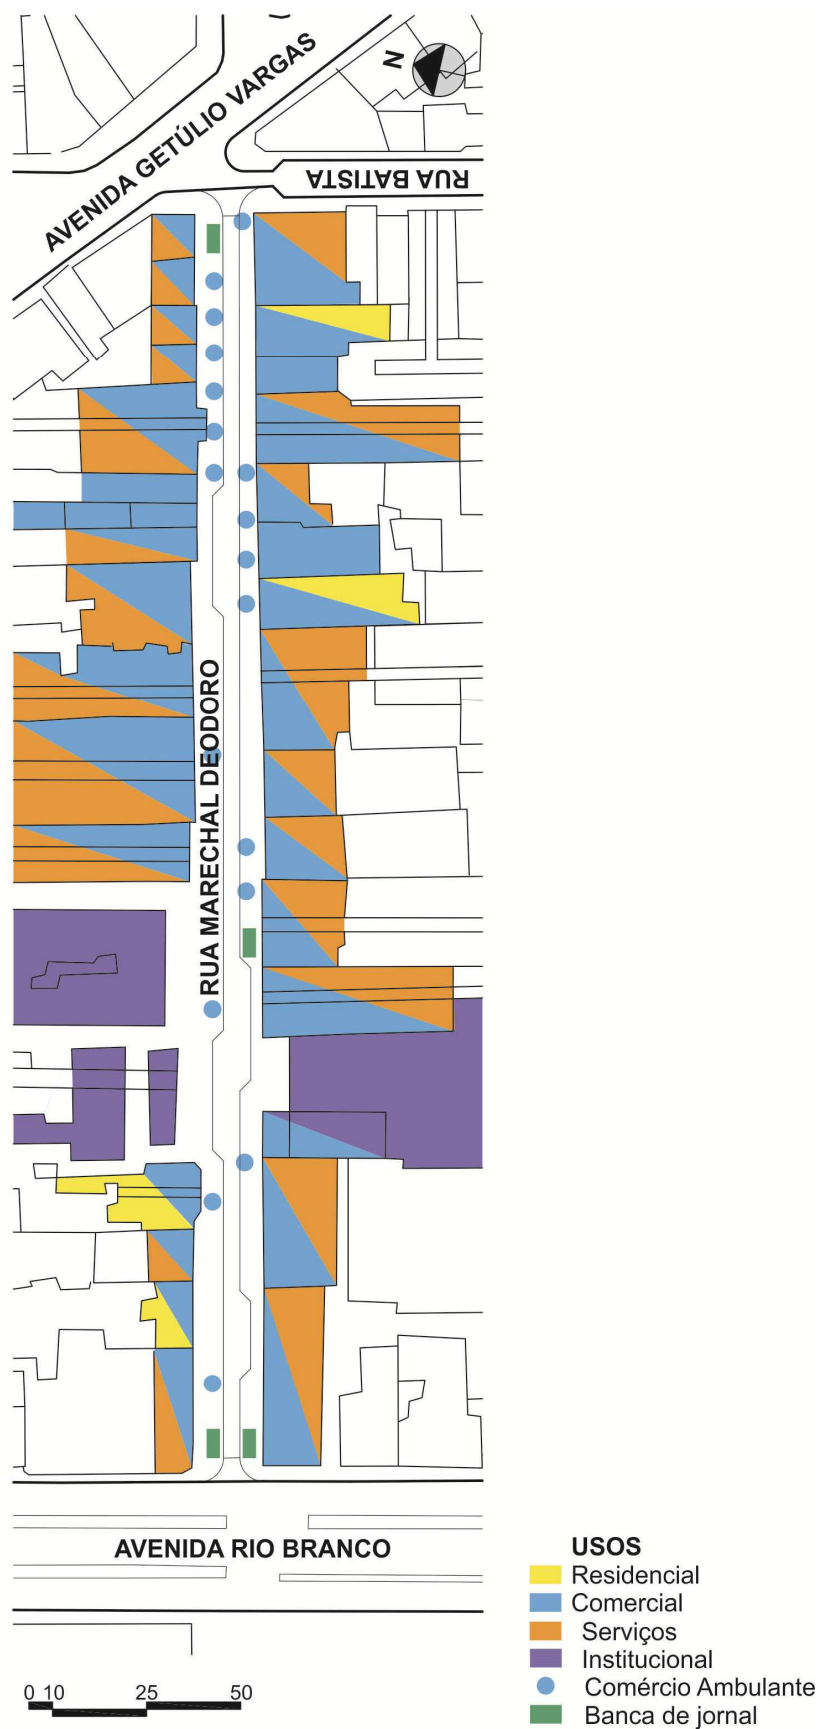 AVENIDA GETÚLIO VARGAS
N
RUA BATISTA
RUA MARECHAL DEODORO
AVENIDA RIO BRANCO
USOS
Residencial
Comercial
Serviços
Institucional
Comércio Ambulante
Banca de jornal
0 10 25 50